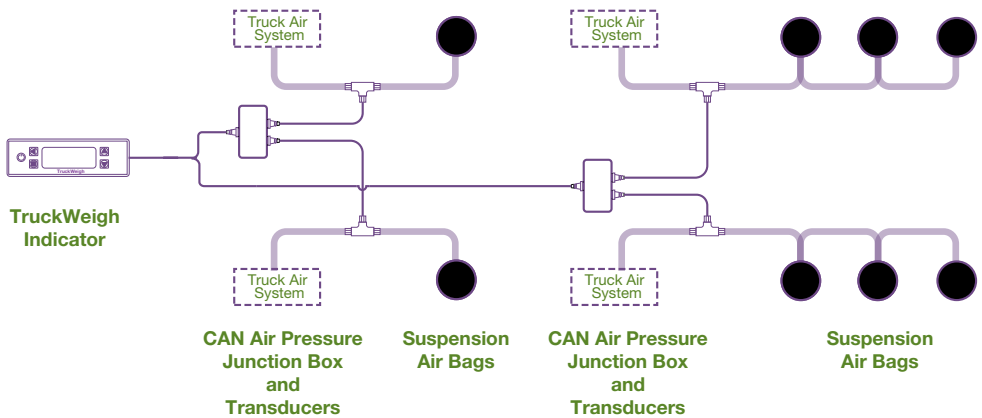 Truck Air
System
Truck Air
System
TruckWeigh
TruckWeigh
Indicator
Truck Air
System
Truck Air
System
CAN Air Pressure
Junction Box
and
Transducers
Suspension
Air Bags
CAN Air Pressure
Junction Box
and
Transducers
Suspension
Air Bags